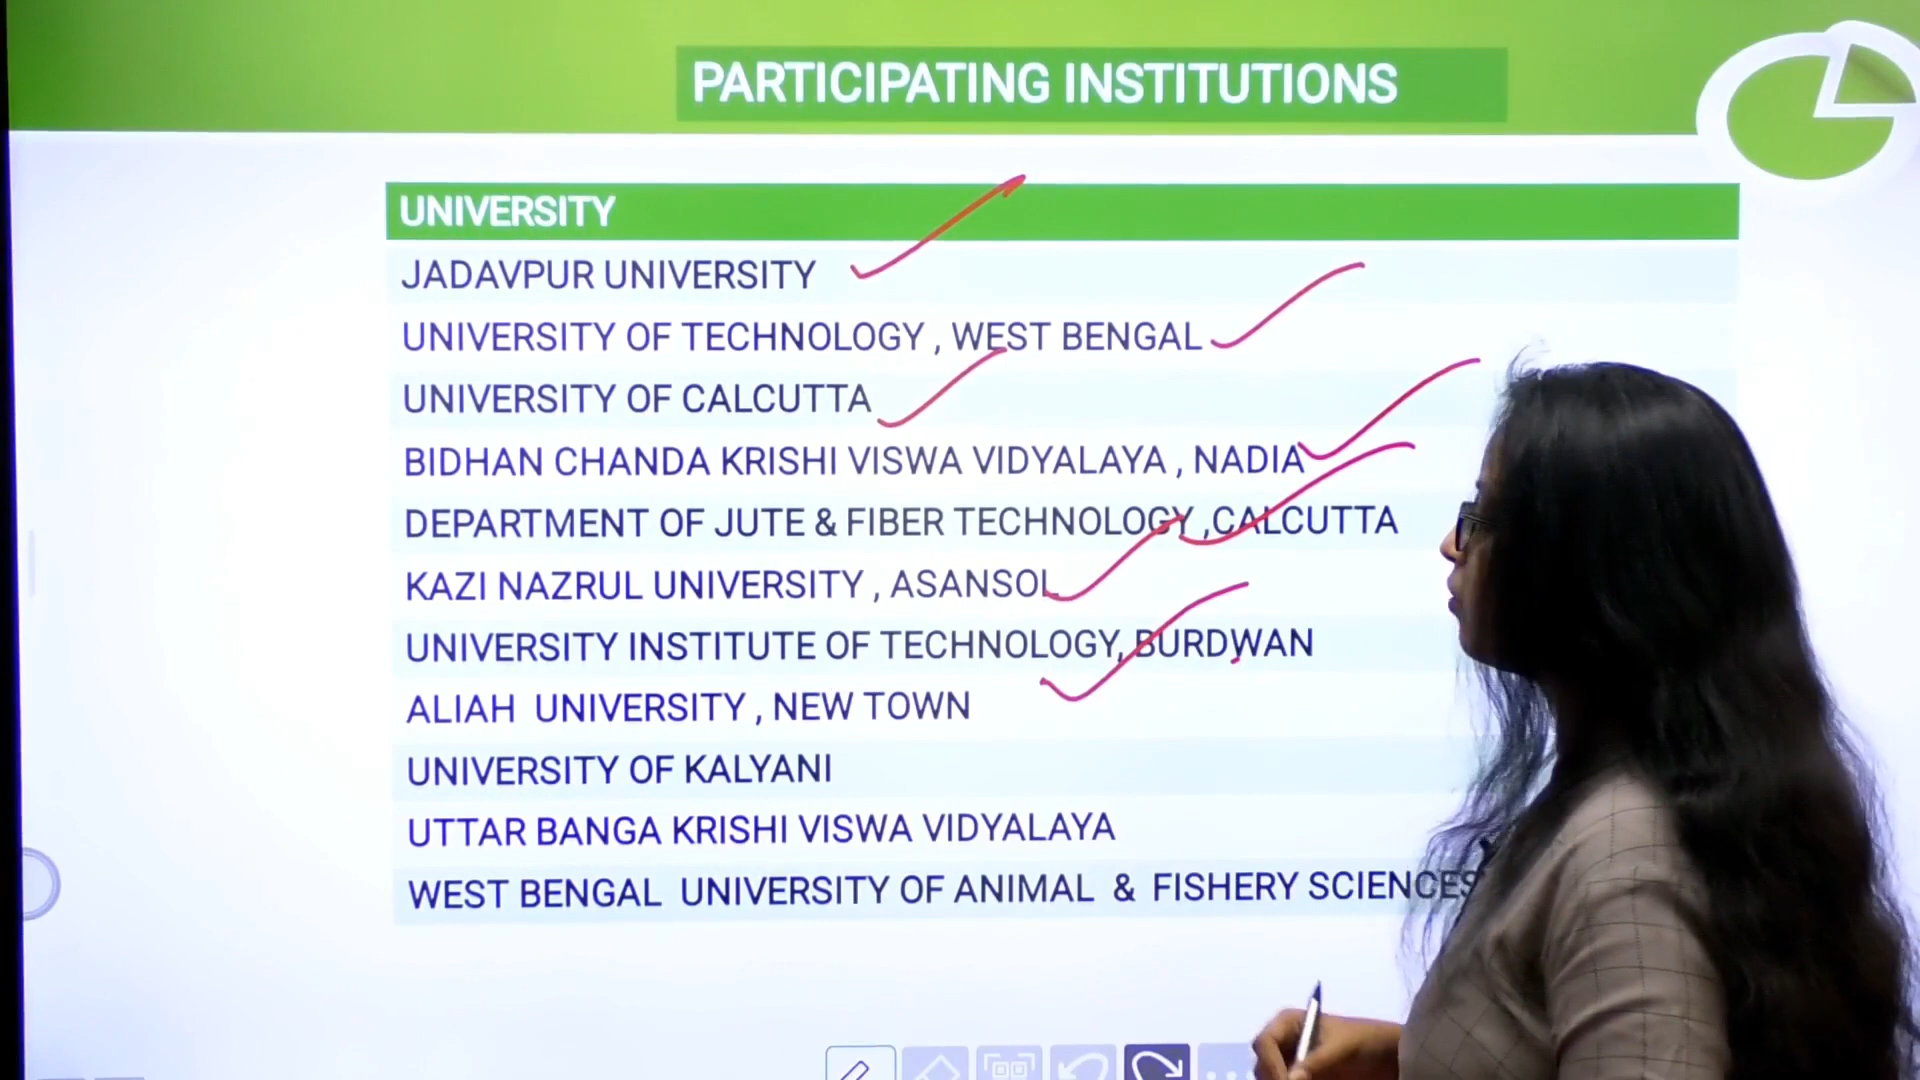 PARTICIPATING INSTITUTIONS
UNIVERSITY
JADAVPUR UNIVERSITY
UNIVERSITY OF TECHNOLOGY , WEST BENGAL
UNIVERSITY OF CALCUTTA
BIDHAN CHANDA KRISHI VISWA VIDYALAYA , NADIA
DEPARTMENT OF JUTE & FIBER TECHNOLOGY ,CALCUTTA
KAZI NAZRUL UNIVERSITY , ASANSOL
UNIVERSITY INSTITUTE OF TECHNOLOGY, BURDWAN
ALIAH UNIVERSITY , NEW TOWN
UNIVERSITY OF KALYANI
UTTAR BANGA KRISHI VISWA VIDYALAYA
WEST BENGAL UNIVERSITY OF ANIMAL & FISHERY SCIENCES